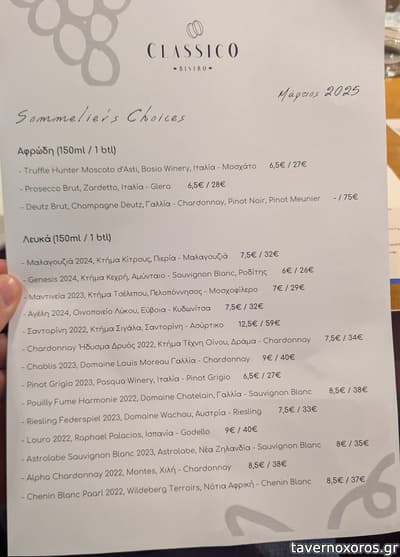 CLASSICO
BISTRO
Μάρτιος 2025
Sommelier's Choices
Αφρώδη (150ml / 1 btl)
- Truffle Hunter Moscato d'Asti, Bosio Winery, Ιταλία - Μοσχάτο 6,5€ / 27€
- Prosecco Brut, Zardetto, Ιταλία - Glera 6,5€ / 28€
- Deutz Brut, Champagne Deutz, Γαλλία - Chardonnay, Pinot Noir, Pinot Meunier - / 75€
Λευκά (150ml / 1 btl)
- Μαλαγουζιά 2024, Κτήμα Κίτρους, Πιερία - Μαλαγουζιά 7,5€ / 32€
- Genesis 2024, Κτήμα Κεχρή, Αμύνταιο - Sauvignon Blanc, Ροδίτης 6€ / 26€
- Μαντινεία 2023, Κτήμα Τσέλεπου, Πελοπόννησος - Μοσχοφίλερο 7€ / 29€
- Αγέλη 2024, Οινοποιείο Λύκου, Εύβοια - Κυδωνίτσα 7,5€ / 32€
- Σαντορίνη 2022, Κτήμα Σιγάλα, Σαντορίνη - Ασύρτικο 12,5€ / 59€
- Chardonnay Ήδυσμα Δρυός 2022, Κτήμα Τέχνη Οίνου, Δράμα - Chardonnay 7,5€ / 34€
- Chablis 2023, Domaine Louis Moreau Γαλλία - Chardonnay 9€ / 40€
- Pinot Grigio 2023, Pasqua Winery, Ιταλία - Pinot Grigio 6,5€ / 27€
- Pouilly Fume Harmonie 2022, Domaine Chatelain, Γαλλία - Sauvignon Blanc 8,5€ / 38€
- Riesling Federspiel 2023, Domaine Wachau, Αυστρία - Riesling 7,5€ / 33€
- Louro 2022, Raphael Palacios, Ισπανία - Godello 9€ / 40€
- Astrolabe Sauvignon Blanc 2023, Astrolabe, Νέα Ζηλανδία - Sauvignon Blanc 8€ / 35€
- Alpha Chardonnay 2022, Montes, Χιλή - Chardonnay 8,5€ / 38€
- Chenin Blanc Paarl 2022, Wildeberg Terroirs, Νότια Αφρική - Chenin Blanc 8,5€ / 37€
tavernoxoros.gr